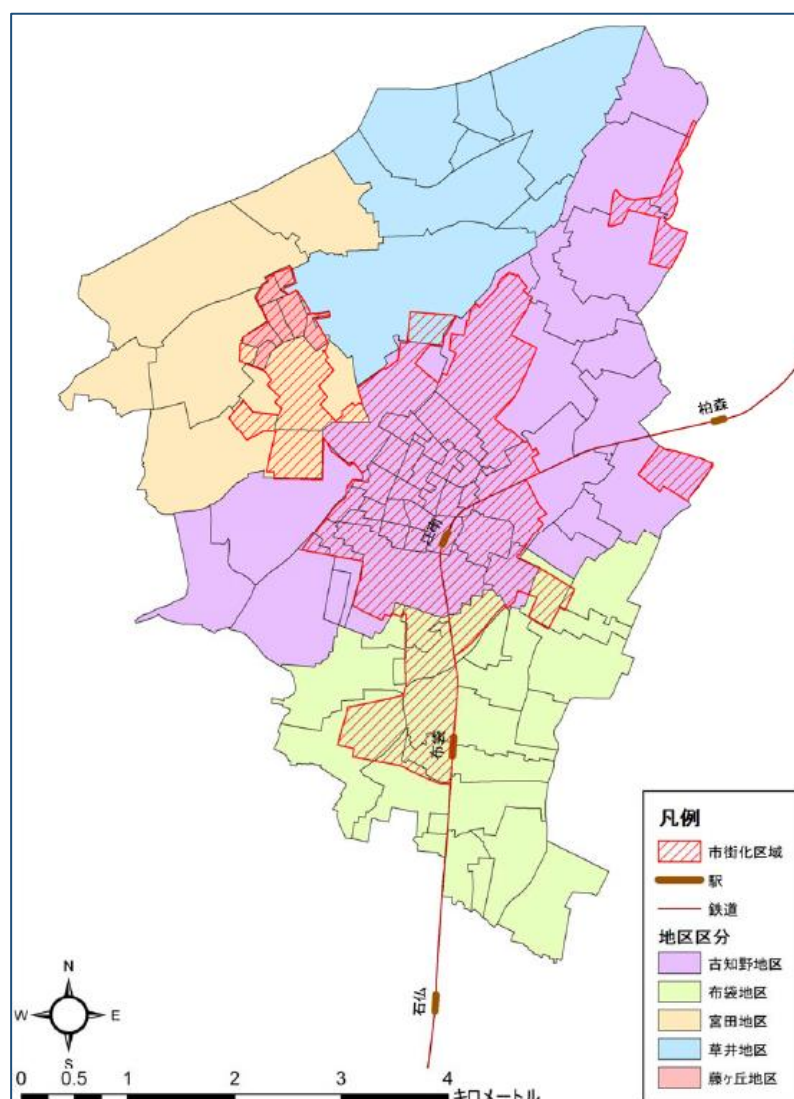 柏森
江南
布袋
石仏
凡例
市街化区域
駅
鉄道
地区区分
古知野地区
布袋地区
宮田地区
草井地区
藤ヶ丘地区
N
W
E
S
0 0.5 1 2 3 4
キロメートル